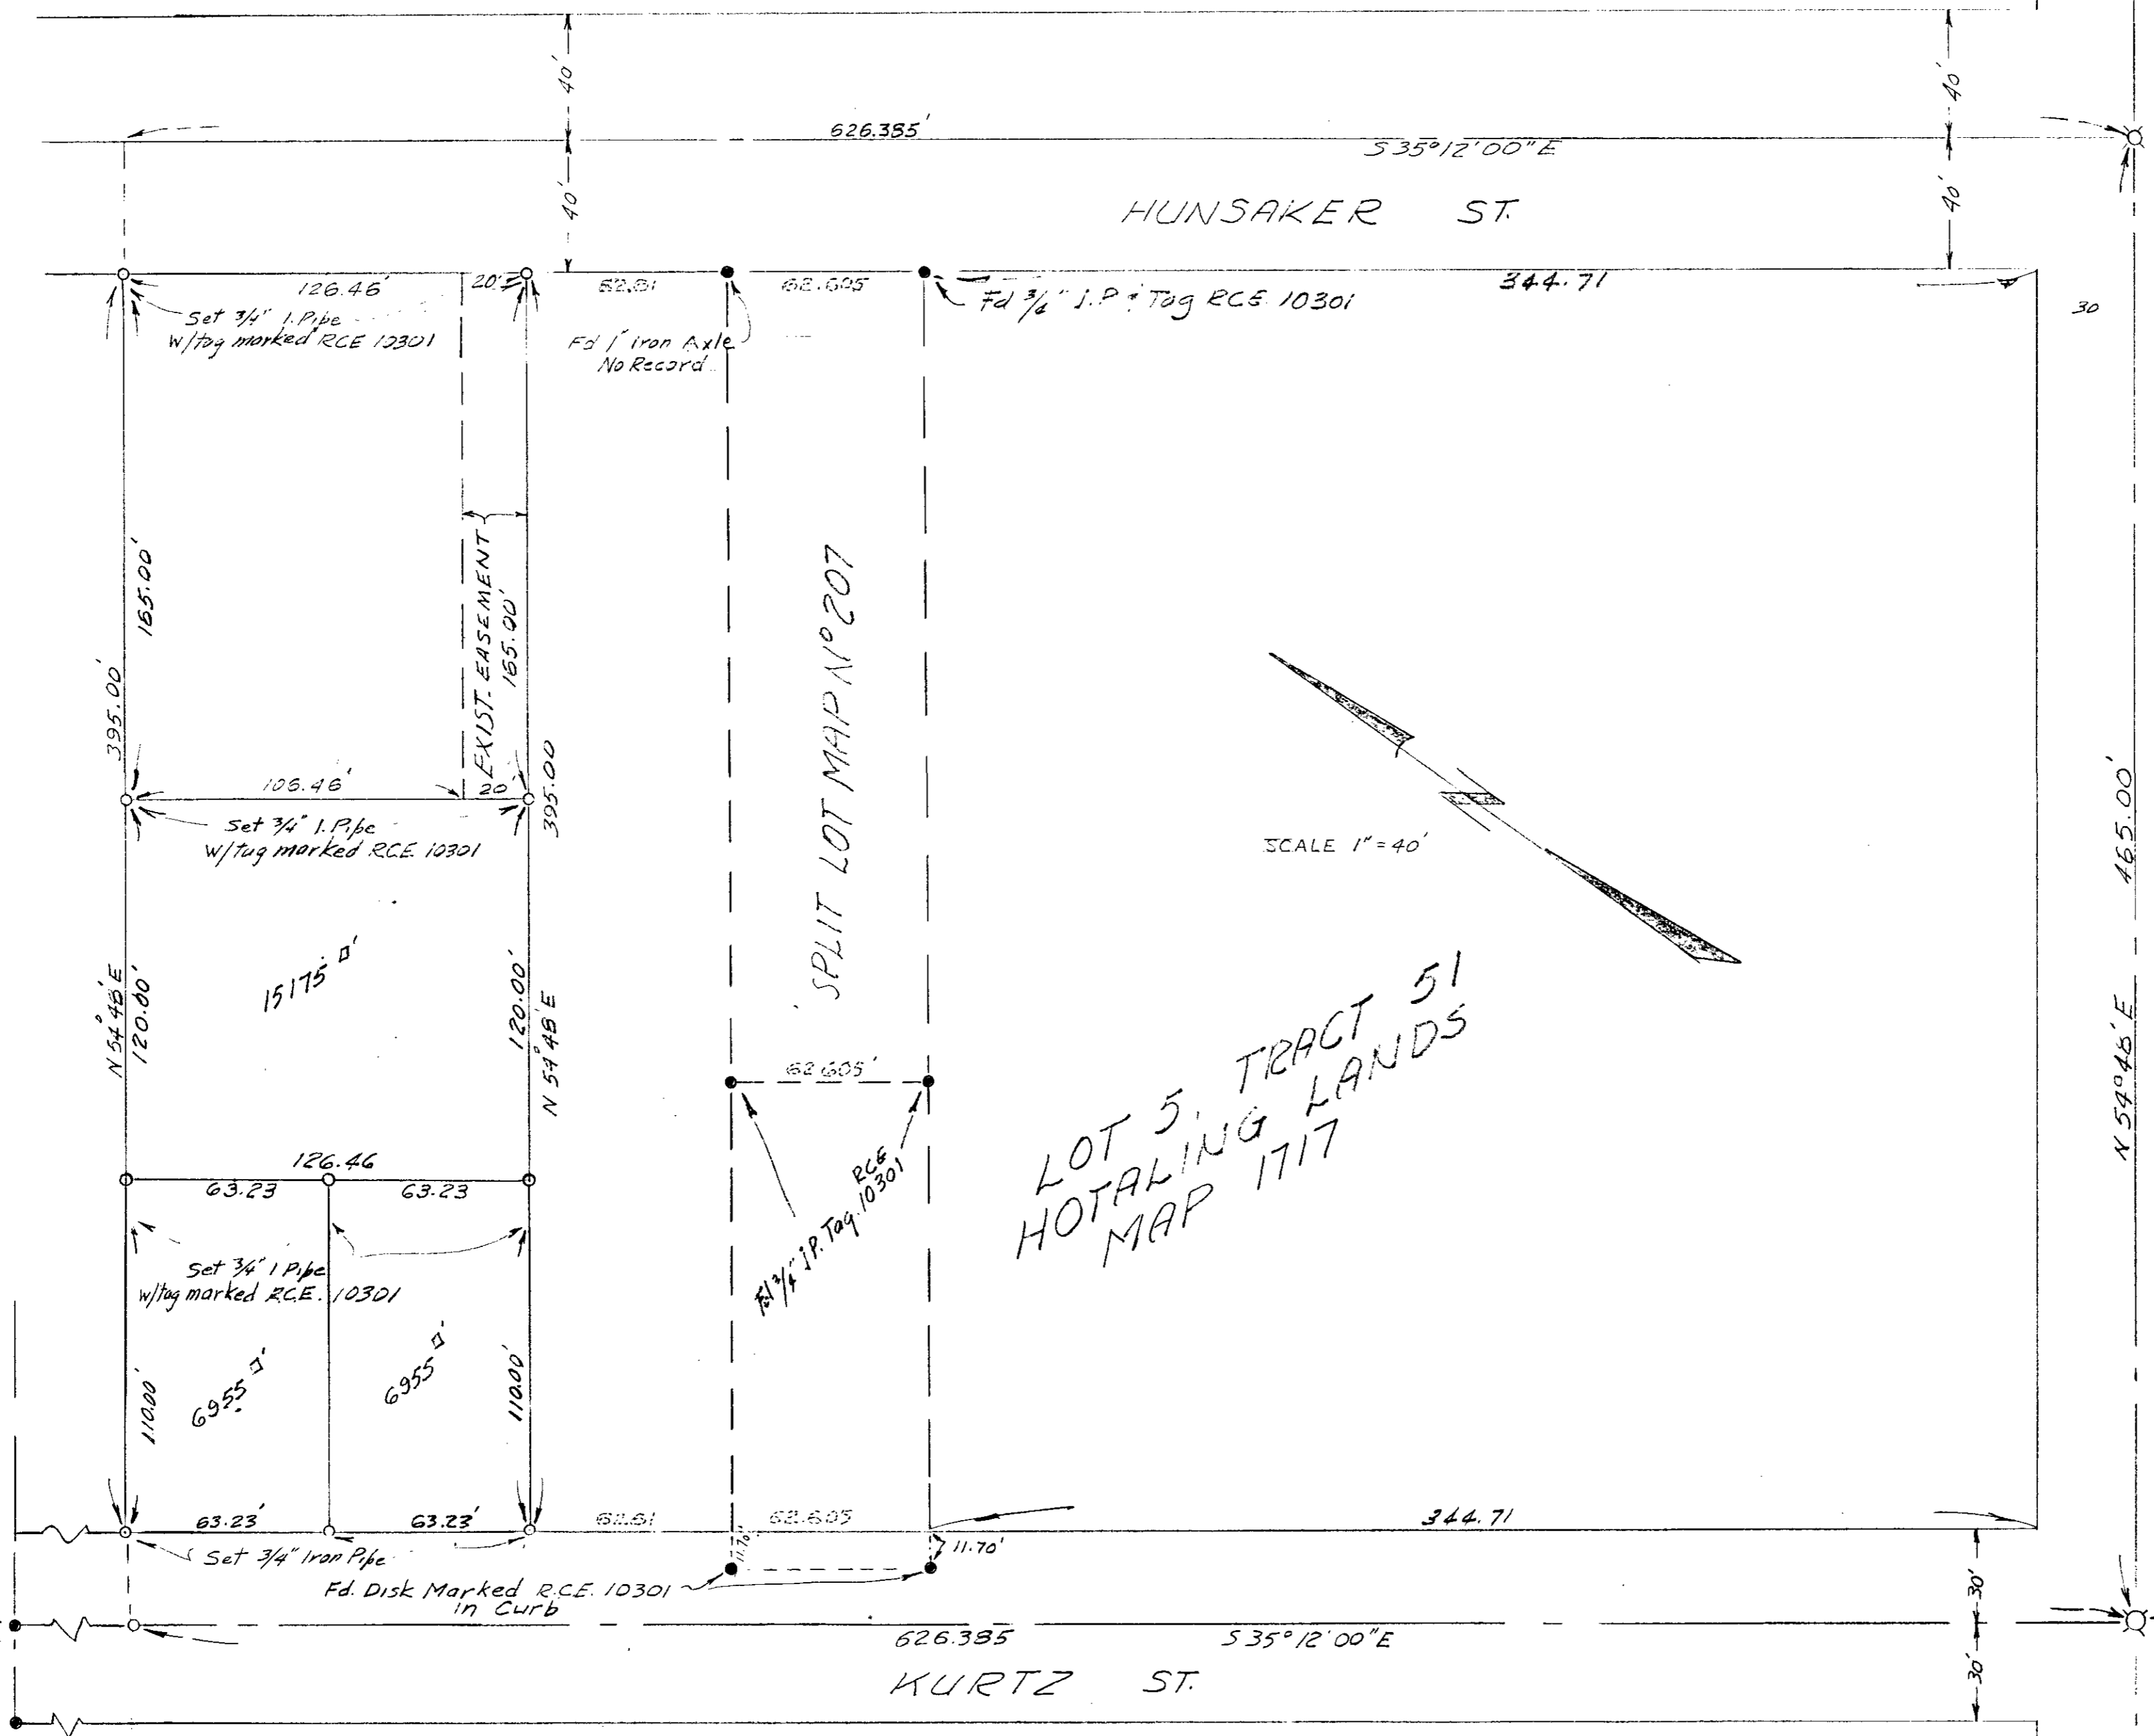 40'
40'
626.385'
S 35° 12' 00" E
40'
40'
HUNSAKER ST.
126.46'
20'
62.61
62.605
344.71
Fd 3/4" I.P & Tag RCE. 10301
30
Set 3/4" I. Pipe
w/tag marked RCE 10301
Fd 1" Iron Axle
No Record
165.00'
EXIST. EASEMENT
165.00'
395.00'
395.00
SPLIT LOT MAP Nº 207
106.46'
20'
Set 3/4" I. Pipe
w/tag marked RCE. 10301
SCALE 1" = 40'
465.00'
N 54° 48' E
15175 □'
N 54° 48' E
120.00'
120.00'
N 54° 48' E
62.605'
LOT 5, TRACT 51
HOTALING LANDS
MAP 1717
126.46
63.23
63.23
Fd 3/4" I.P. Tag RCE
10301
Set 3/4" I Pipe
w/tag marked R.C.E. 10301
6955 □'
6955 □'
110.00'
110.00'
63.23'
63.23'
62.61
62.605
344.71
11.70'
11.70'
Set 3/4" Iron Pipe
Fd. Disk Marked R.C.E. 10301
in Curb
30'
626.385
S 35° 12' 00" E
30'
KURTZ ST.